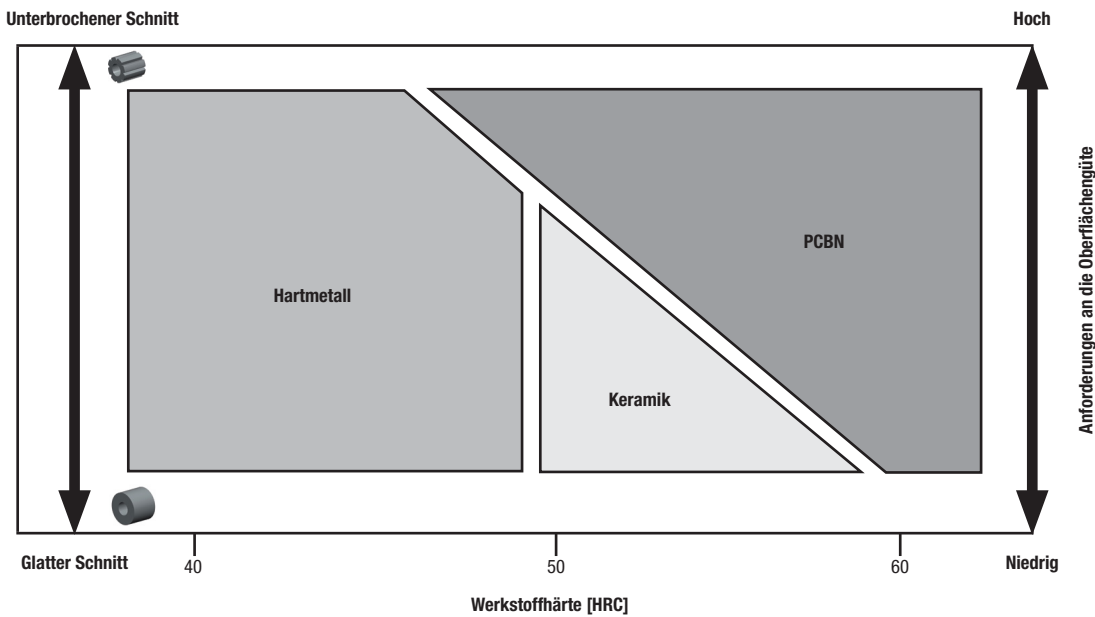 Unterbrochener Schnitt
Hoch
PCBN
Hartmetall
Keramik
Anforderungen an die Oberflächengüte
Glatter Schnitt
40
50
60
Niedrig
Werkstoffhärte [HRC]